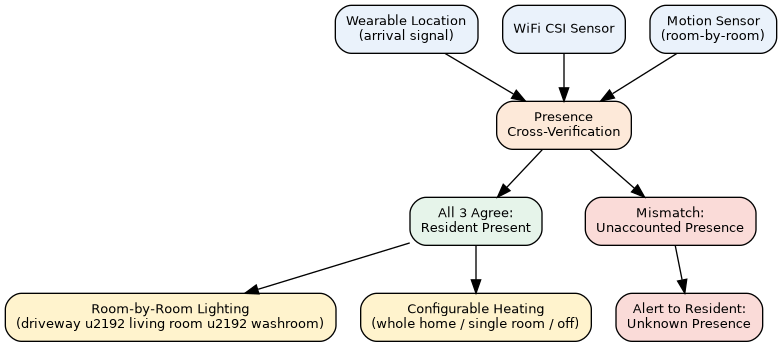 Wearable Location
(arrival signal)
WiFi CSI Sensor
Motion Sensor
(room-by-room)
Presence
Cross-Verification
All 3 Agree:
Resident Present
Mismatch:
Unaccounted Presence
Room-by-Room Lighting
(driveway u2192 living room u2192 washroom)
Configurable Heating
(whole home / single room / off)
Alert to Resident:
Unknown Presence